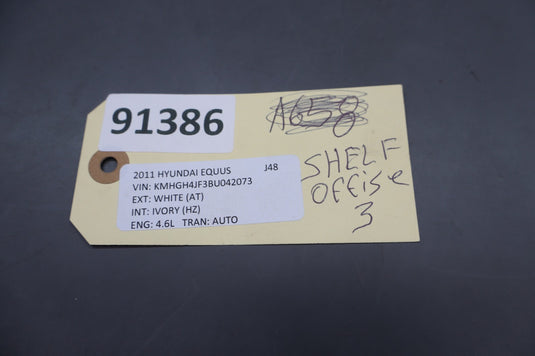 91386
A658
2011 HYUNDAI EQUUS J48
VIN: KMHGH4JF3BU042073
EXT: WHITE (AT)
INT: IVORY (HZ)
ENG: 4.6L TRAN: AUTO
SHELF
OFFISe
3